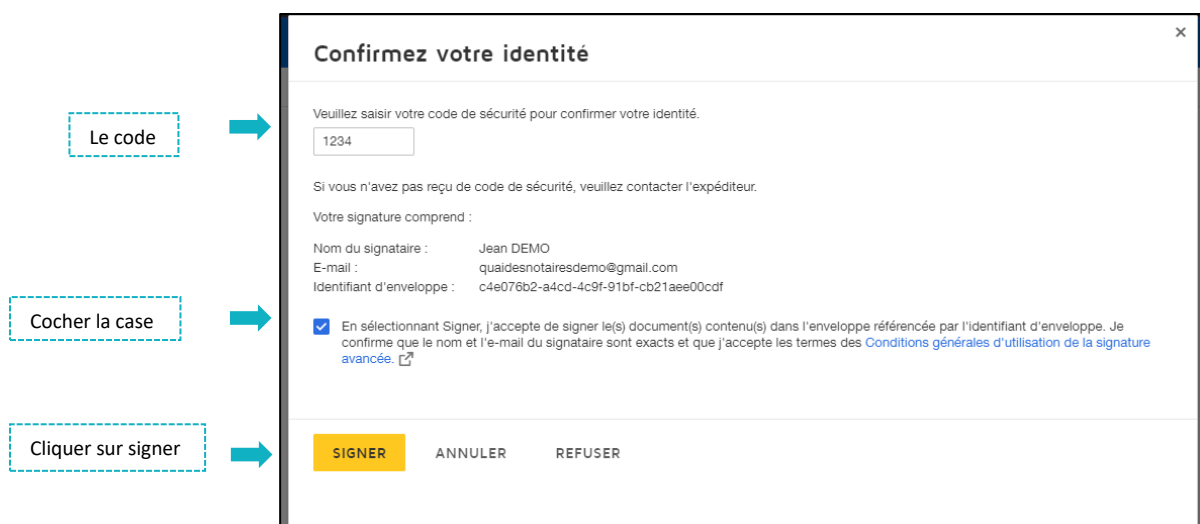 ×
Confirmez votre identité
Veuillez saisir votre code de sécurité pour confirmer votre identité.
Le code
1234
Si vous n'avez pas reçu de code de sécurité, veuillez contacter l'expéditeur.
Votre signature comprend :
Nom du signataire : Jean DEMO
E-mail : quaidesnotairesdemo@gmail.com
Identifiant d'enveloppe : c4e076b2-a4cd-4c9f-91bf-cb21aee00cdf
Cocher la case
En sélectionnant Signer, j'accepte de signer le(s) document(s) contenu(s) dans l'enveloppe référencée par l'identifiant d'enveloppe. Je
confirme que le nom et l'e-mail du signataire sont exacts et que j'accepte les termes des Conditions générales d'utilisation de la signature
avancée.
Cliquer sur signer
SIGNER ANNULER REFUSER